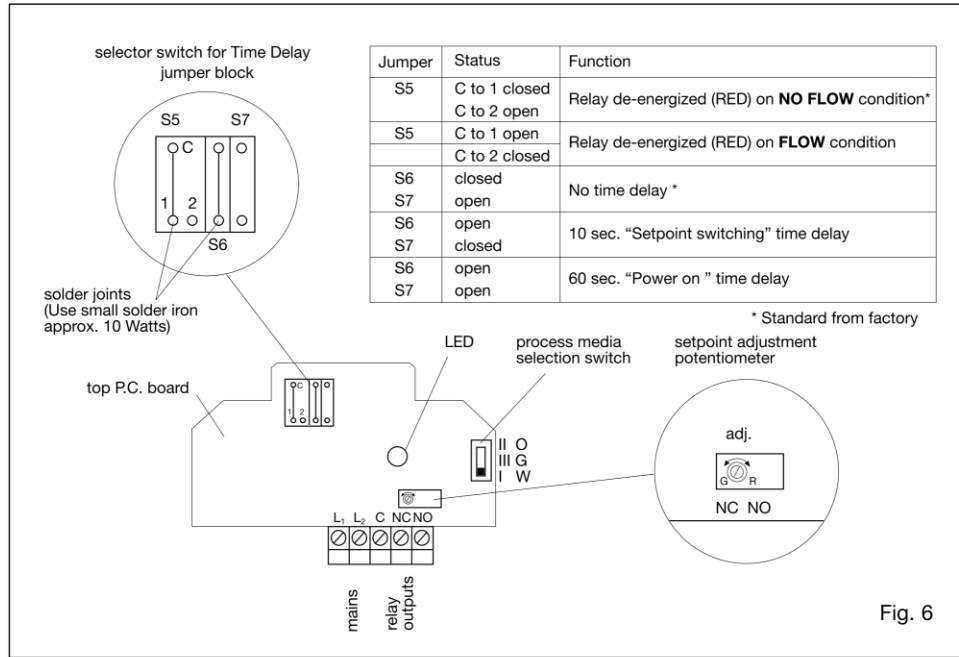 selector switch for Time Delay
jumper block
S5 S7
C
1 2
S6
solder joints
(Use small solder iron
approx. 10 Watts)
Jumper Status Function
S5 C to 1 closed
C to 2 open
Relay de-energized (RED) on NO FLOW condition*
S5 C to 1 open
C to 2 closed
Relay de-energized (RED) on FLOW condition
S6 closed
S7 open
No time delay *
S6 open
S7 closed
10 sec. “Setpoint switching” time delay
S6 open
S7 open
60 sec. “Power on ” time delay
* Standard from factory
LED
process media
selection switch
setpoint adjustment
potentiometer
top P.C. board
C
1 2
II O
III G
I W
adj.
G R
NC NO
L₁ L₂ C NC NO
mains
relay
outputs
Fig. 6